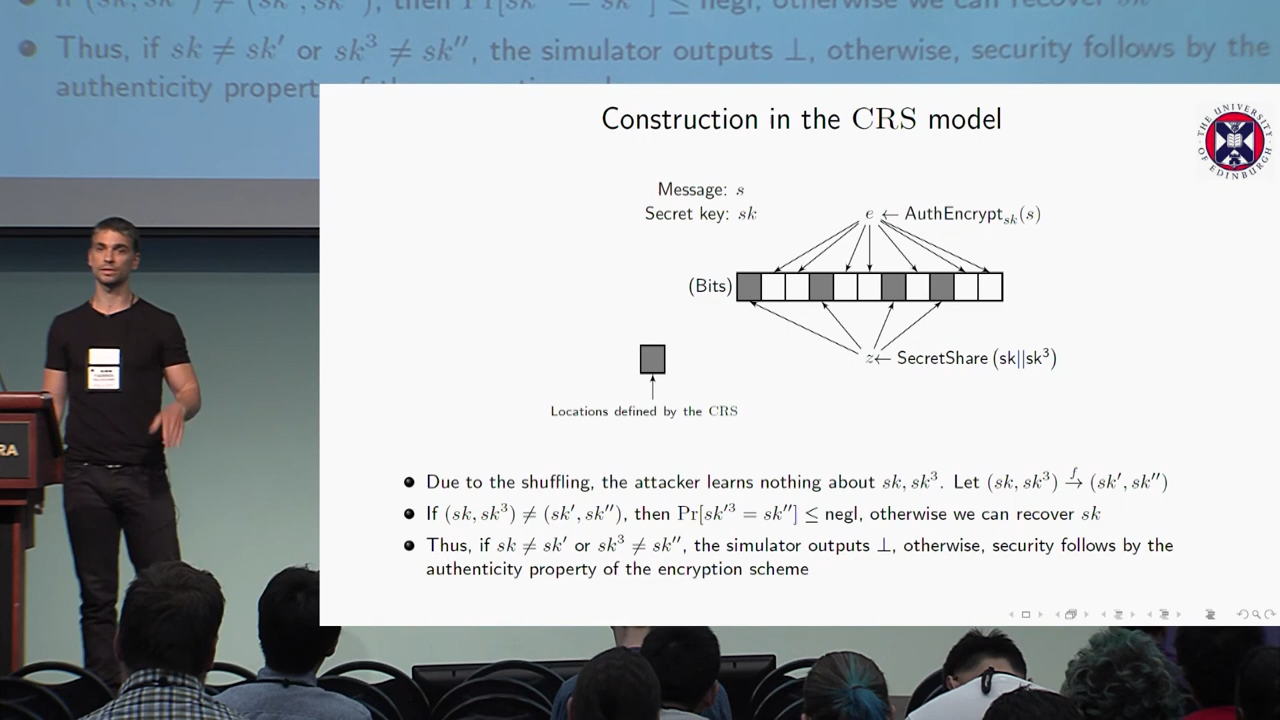 Thus, if sk ≠ sk′ or sk³ ≠ sk″, the simulator outputs ⊥, otherwise, security follows by the
authenticity
Construction in the CRS model
THE UNIVERSITY OF EDINBURGH
Message: s
Secret key: sk
e ← AuthEncrypt_sk(s)
(Bits)
z← SecretShare (sk||sk³)
Locations defined by the CRS
RA
Due to the shuffling, the attacker learns nothing about sk, sk³. Let (sk, sk³) →^f (sk′, sk″)
If (sk, sk³) ≠ (sk′, sk″), then Pr[sk′³ = sk″] ≤ negl, otherwise we can recover sk
Thus, if sk ≠ sk′ or sk³ ≠ sk″, the simulator outputs ⊥, otherwise, security follows by the
authenticity property of the encryption scheme